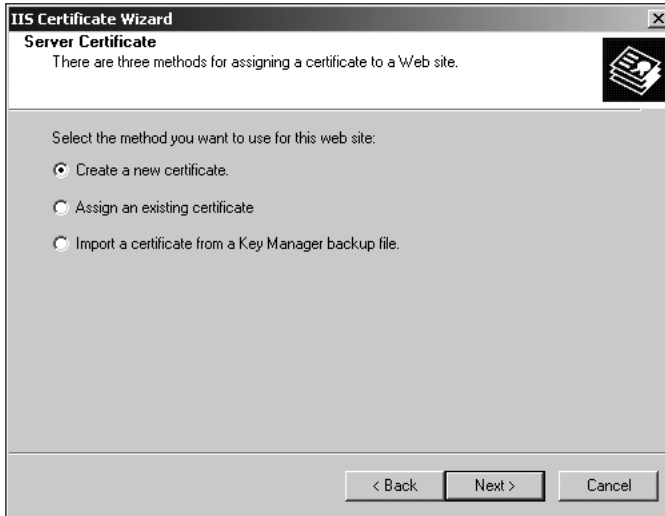 IIS Certificate Wizard
Server Certificate
There are three methods for assigning a certificate to a Web site.
Select the method you want to use for this web site:
Create a new certificate.
Assign an existing certificate
Import a certificate from a Key Manager backup file.
< Back Next > Cancel